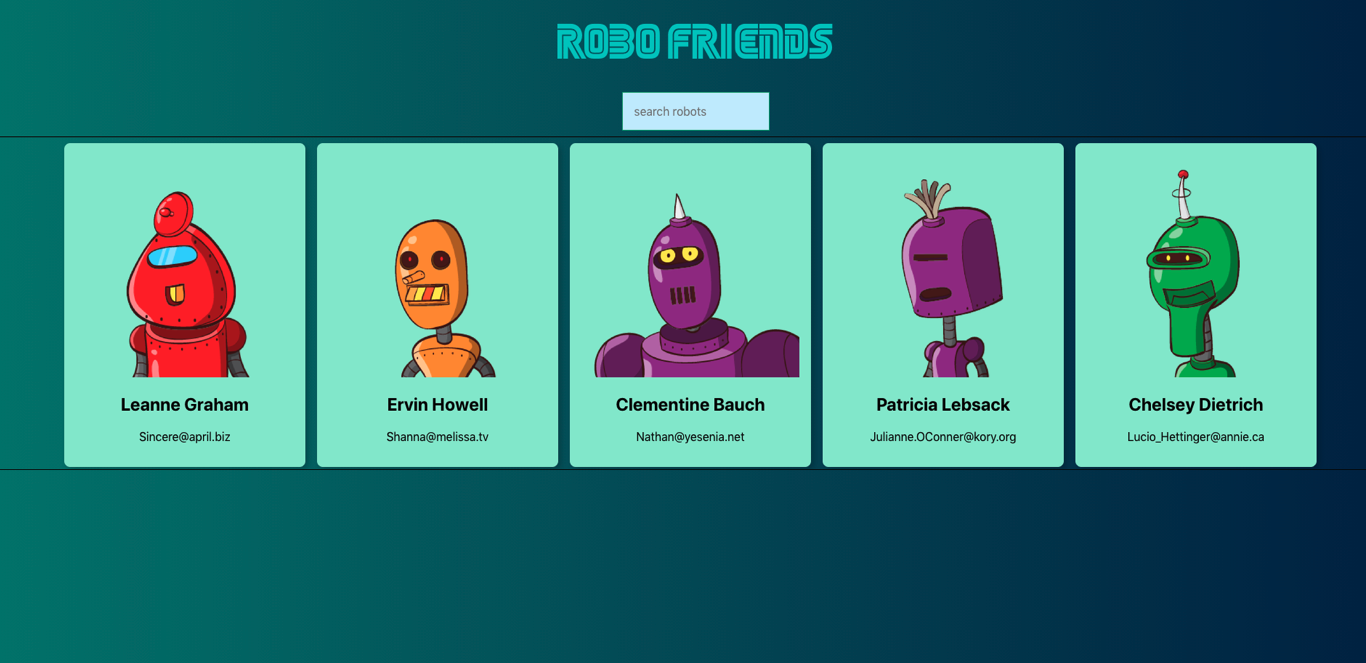 ROBO FRIENDS
search robots
Leanne Graham
Sincere@april.biz
Ervin Howell
Shanna@melissa.tv
Clementine Bauch
Nathan@yesenia.net
Patricia Lebsack
Julianne.OConner@kory.org
Chelsey Dietrich
Lucio_Hettinger@annie.ca